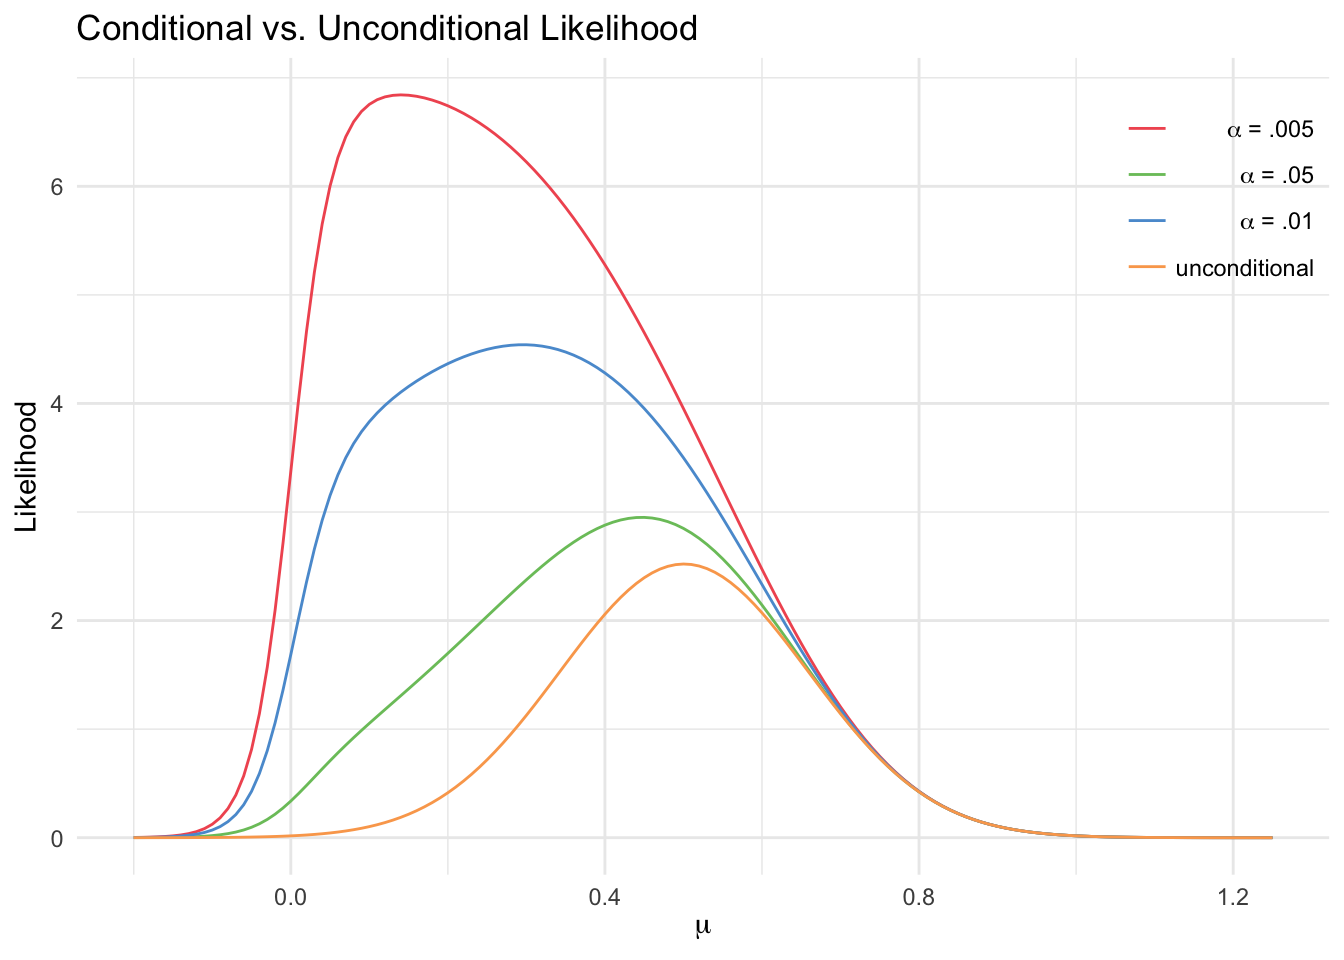 Conditional vs. Unconditional Likelihood
α = .005
α = .05
α = .01
unconditional
Likelihood
6
4
2
0
0.0 0.4 0.8 1.2
μ